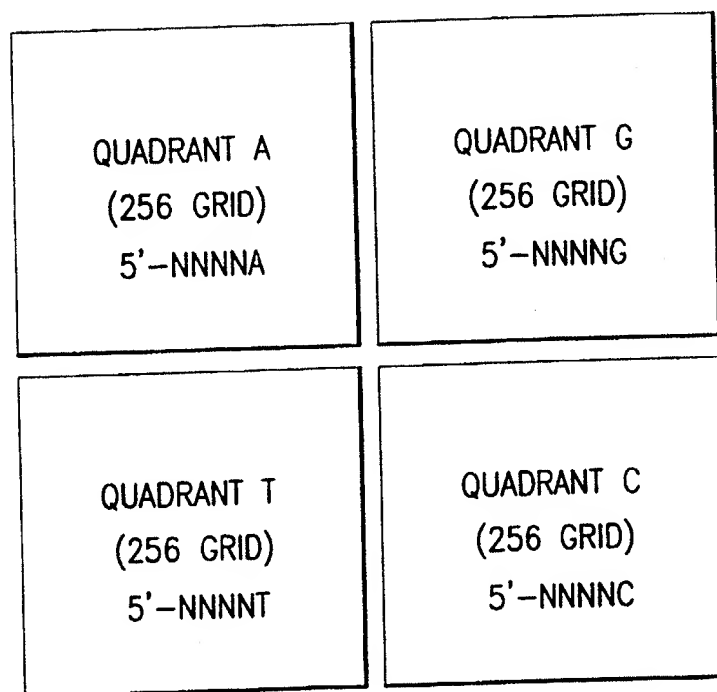 QUADRANT A
(256 GRID)
5'-NNNNA
QUADRANT G
(256 GRID)
5'-NNNNG
QUADRANT T
(256 GRID)
5'-NNNNT
QUADRANT C
(256 GRID)
5'-NNNNC